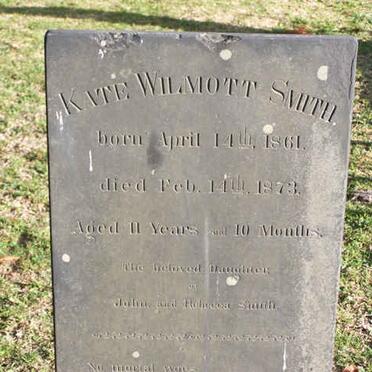 KATE WILMOTT SMITH.
born April 14th, 1861.
died Feb. 14th, 1873.
Aged 11 Years and 10 Months.
The beloved Daughter
of
John, and Rebecca Smith.
No mortal woes